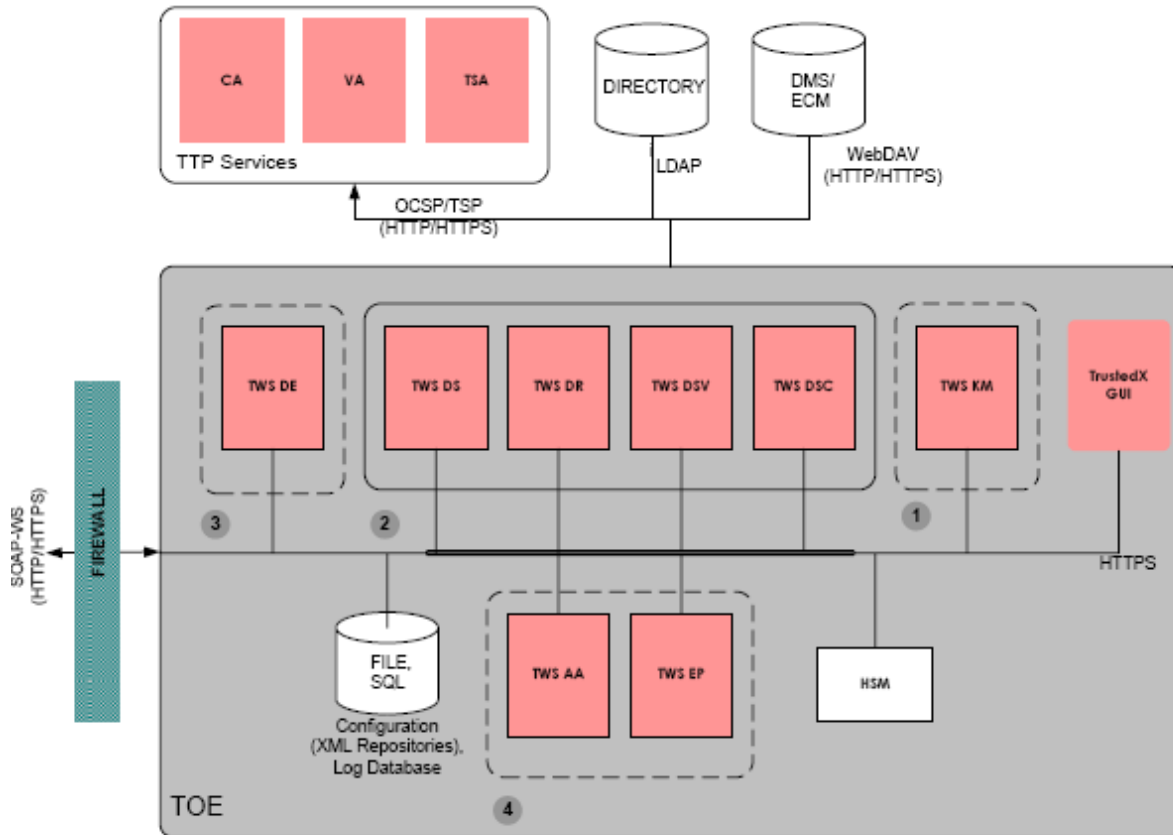 CA
VA
TSA
TTP Services
DIRECTORY
DMS/
ECM
LDAP
WebDAV
(HTTP/HTTPS)
OCSP/TSP
(HTTP/HTTPS)
TWS DE
TWS DS
TWS DR
TWS DSV
TWS DSC
TWS KM
TrustedX
GUI
3
2
1
SOAP-WS
(HTTP/HTTPS)
FIREWALL
HTTPS
FILE,
SQL
Configuration
(XML Repositories),
Log Database
TWS AA
TWS EP
HSM
TOE
4